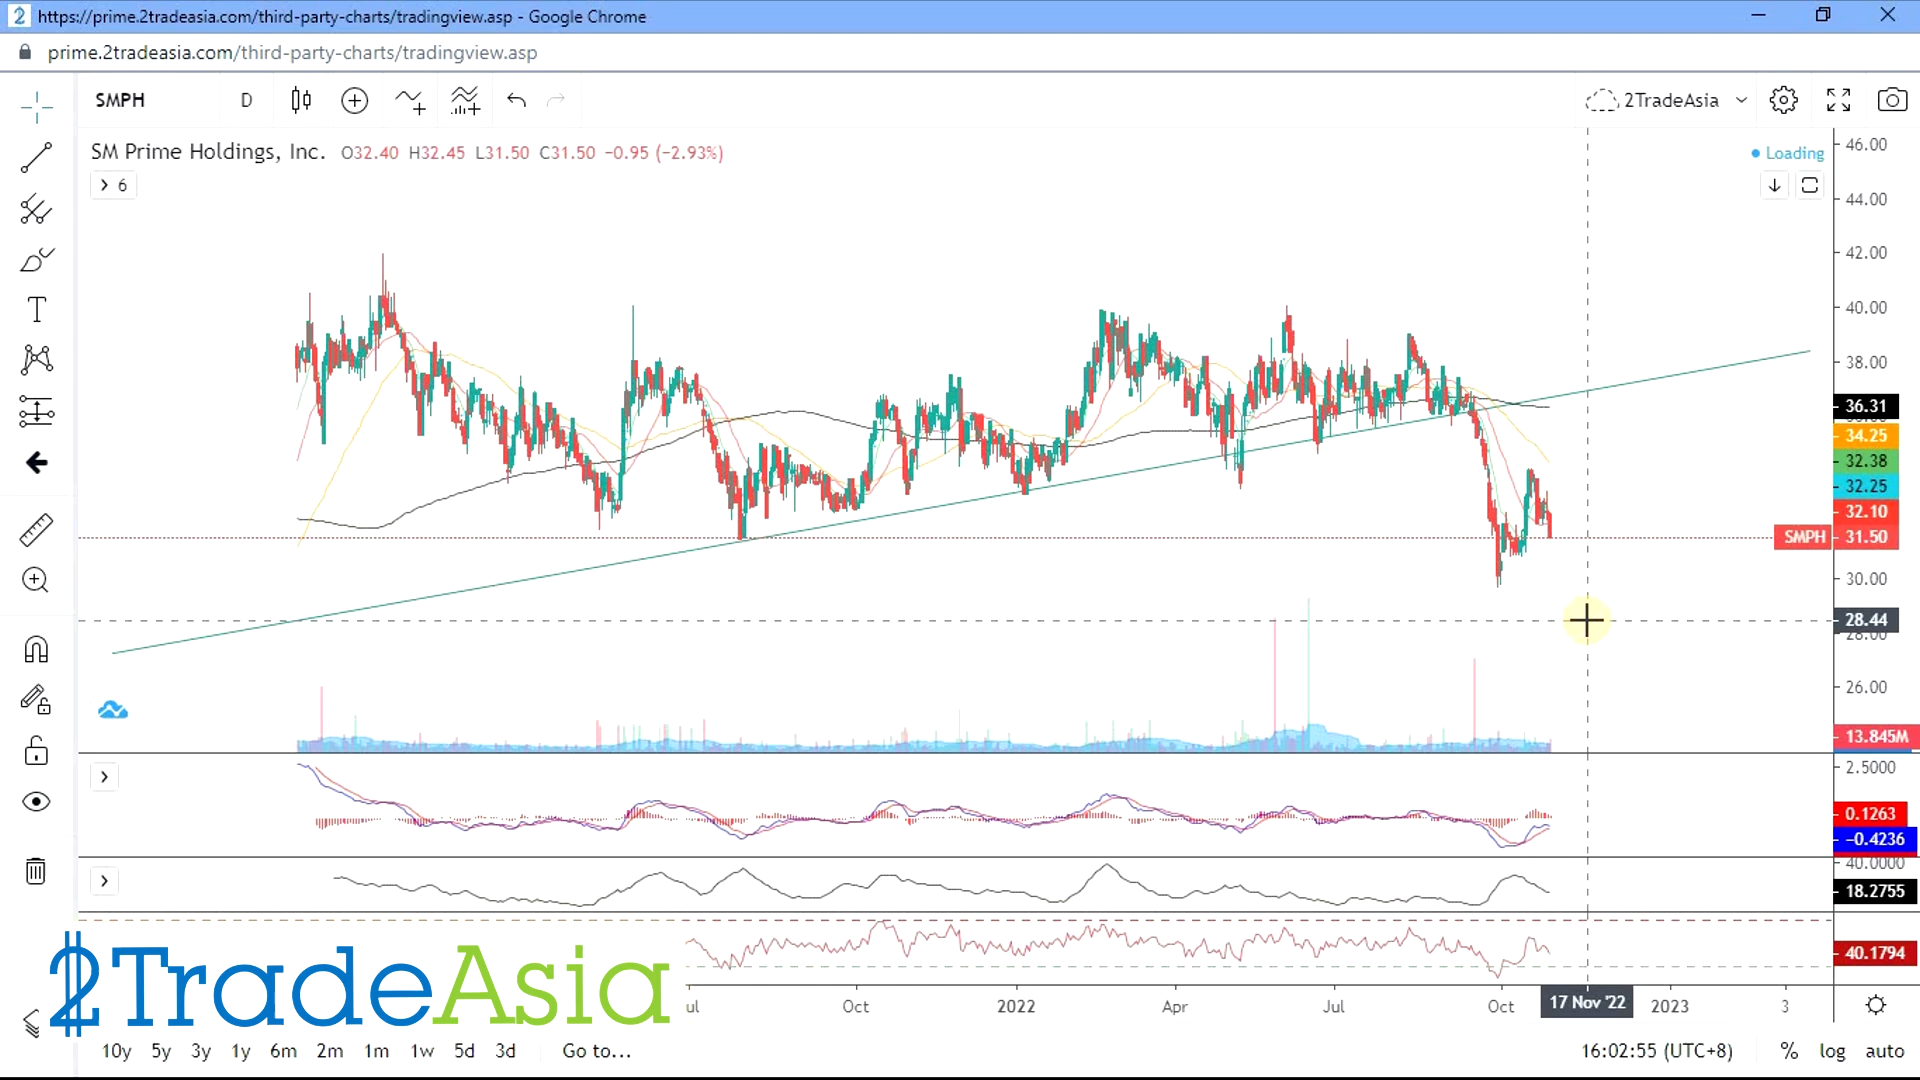 https://prime.2tradeasia.com/third-party-charts/tradingview.asp - Google Chrome
prime.2tradeasia.com/third-party-charts/tradingview.asp
SMPH D 2TradeAsia
SM Prime Holdings, Inc. O32.40 H32.45 L31.50 C31.50 −0.95 (−2.93%)
Loading
6
46.00
44.00
42.00
40.00
38.00
36.31
34.25
32.38
32.25
32.10
SMPH 31.50
30.00
28.44
28.00
26.00
13.845M
2.5000
0.1263
−0.4236
40.0000
18.2755
40.1794
2TradeAsia
ul Oct 2022 Apr Jul Oct 17 Nov '22 2023 3
10y 5y 3y 1y 6m 2m 1m 1w 5d 3d Go to... 16:02:55 (UTC+8) % log auto